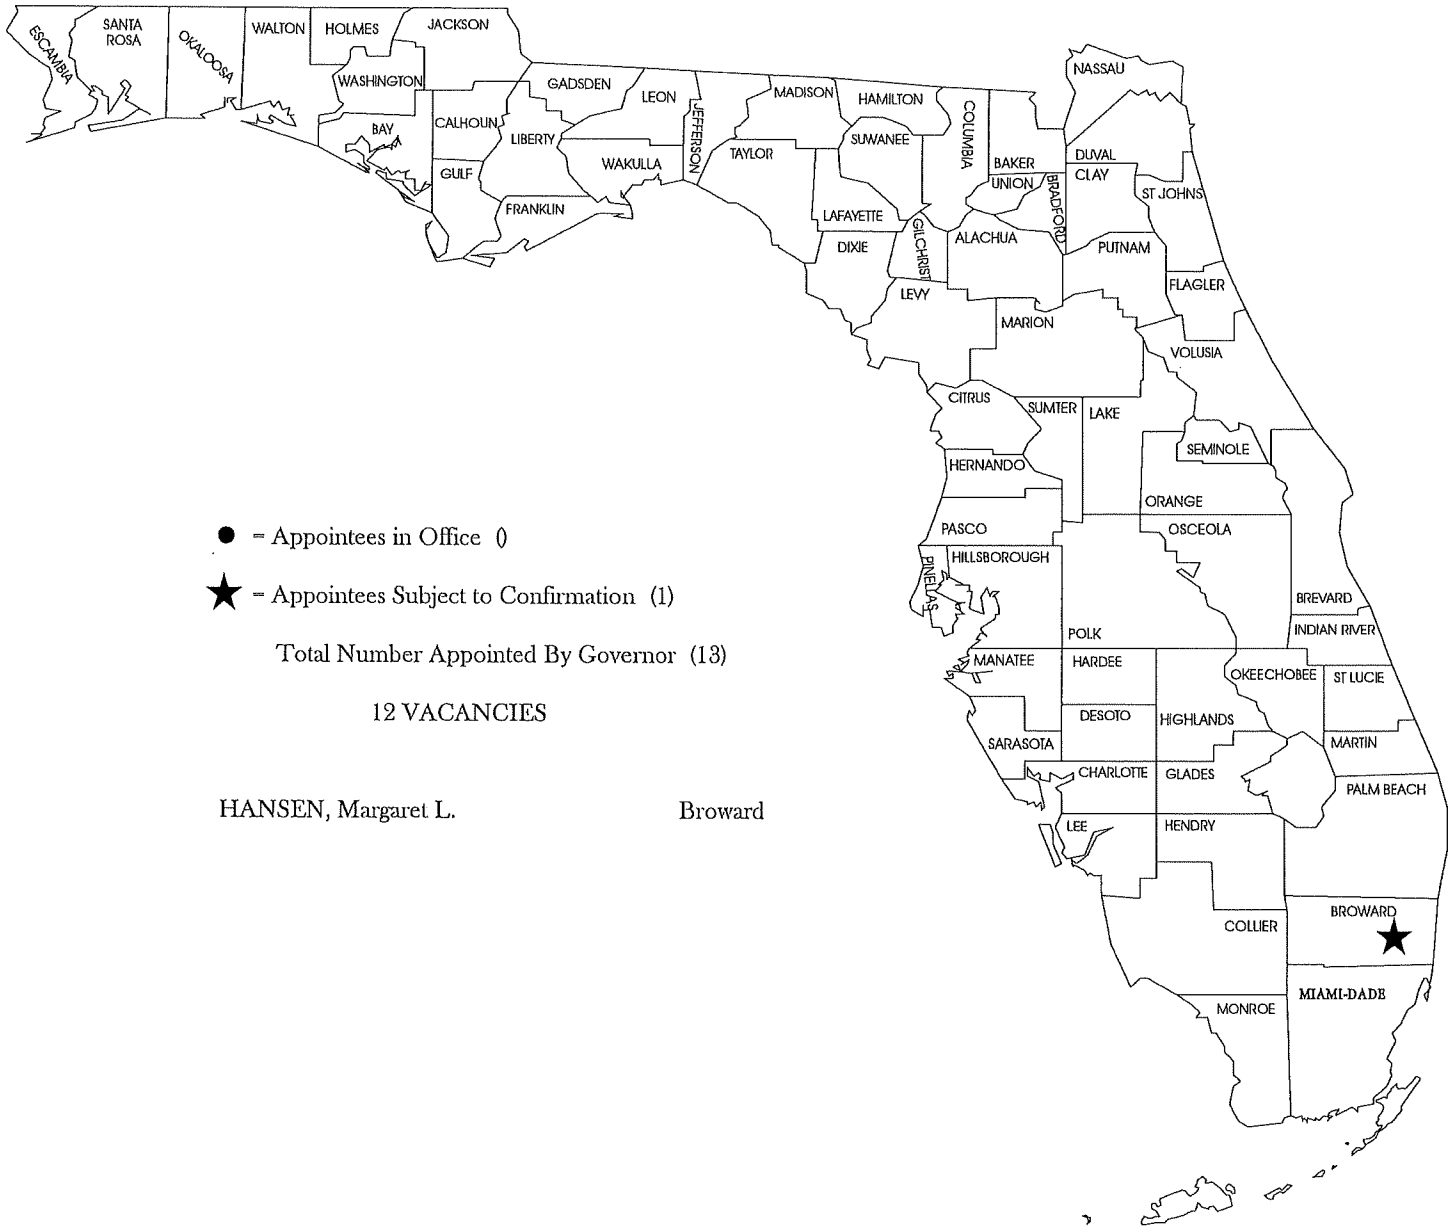 ESCAMBIA
SANTA
ROSA
OKALOOSA
WALTON
HOLMES
JACKSON
WASHINGTON
BAY
CALHOUN
GULF
GADSDEN
LIBERTY
FRANKLIN
LEON
WAKULLA
JEFFERSON
MADISON
TAYLOR
HAMILTON
SUWANEE
LAFAYETTE
DIXIE
COLUMBIA
GILCHRIST
NASSAU
BAKER
UNION
BRADFORD
DUVAL
CLAY
ST JOHNS
ALACHUA
PUTNAM
LEVY
FLAGLER
MARION
VOLUSIA
CITRUS
SUMTER
LAKE
SEMINOLE
HERNANDO
ORANGE
PASCO
OSCEOLA
HILLSBOROUGH
PINELLAS
BREVARD
POLK
INDIAN RIVER
MANATEE
HARDEE
OKEECHOBEE
ST LUCIE
DESOTO
HIGHLANDS
SARASOTA
MARTIN
CHARLOTTE
GLADES
PALM BEACH
LEE
HENDRY
BROWARD
COLLIER
MIAMI-DADE
MONROE
● = Appointees in Office ()
★ = Appointees Subject to Confirmation (1)
Total Number Appointed By Governor (13)
12 VACANCIES
HANSEN, Margaret L. Broward